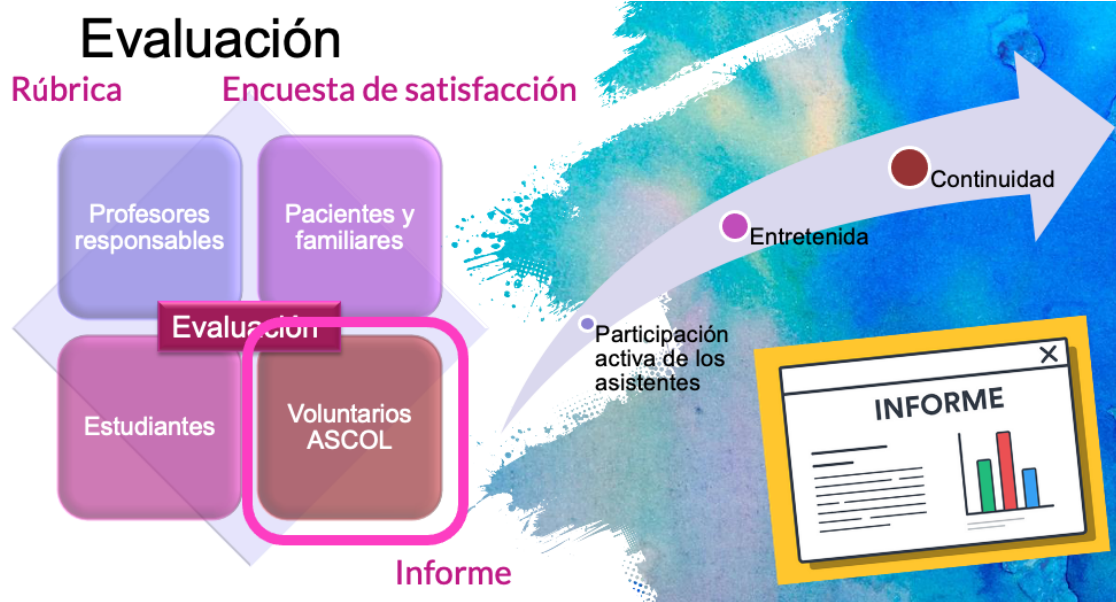 Evaluación
Rúbrica
Encuesta de satisfacción
Profesores
responsables
Pacientes y
familiares
Evaluación
Estudiantes
Voluntarios
ASCOL
Informe
Continuidad
Entretenida
Participación
activa de los
asistentes
INFORME